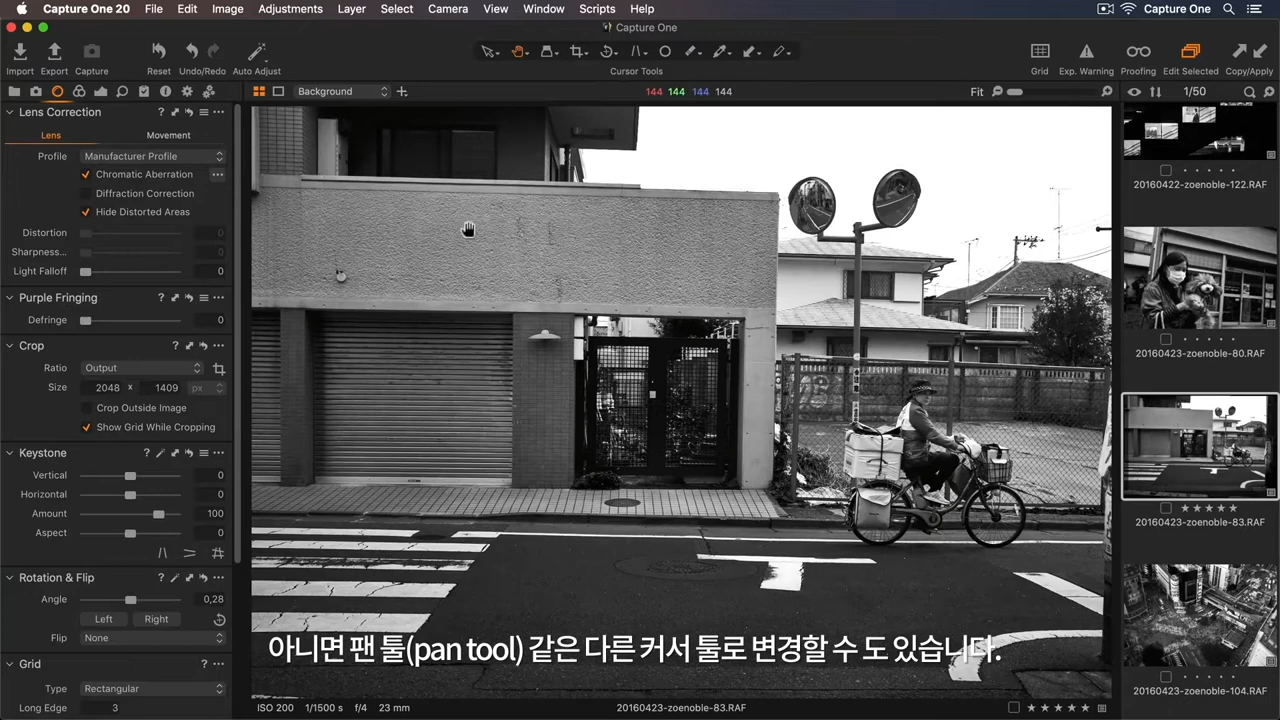 Capture One 20 File Edit Image Adjustments Layer Select Camera View Window Scripts Help Capture One
Capture One
Import Export Capture Reset Undo/Redo Auto Adjust Cursor Tools Grid Exp. Warning Proofing Edit Selected Copy/Apply
Background 144 144 144 144 Fit 1/50
Lens Correction ?
Lens Movement
Profile Manufacturer Profile
Chromatic Aberration
Diffraction Correction
Hide Distorted Areas
Distortion 0
Sharpness... 0
Light Falloff 0
Purple Fringing ?
Defringe 0
Crop ?
Ratio Output
Size 2048 x 1409 px
Crop Outside Image
Show Grid While Cropping
Keystone ?
Vertical 0
Horizontal 0
Amount 100
Aspect 0
Rotation & Flip ?
Angle 0,28
Left Right
Flip None
Grid ?
Type Rectangular
Long Edge 3
아니면 팬 툴(pan tool) 같은 다른 커서 툴로 변경할 수 도 있습니다.
ISO 200 1/1500 s f/4 23 mm 20160423-zoenoble-83.RAF
20160422-zoenoble-122.RAF
20160423-zoenoble-80.RAF
20160423-zoenoble-83.RAF
20160423-zoenoble-104.RAF